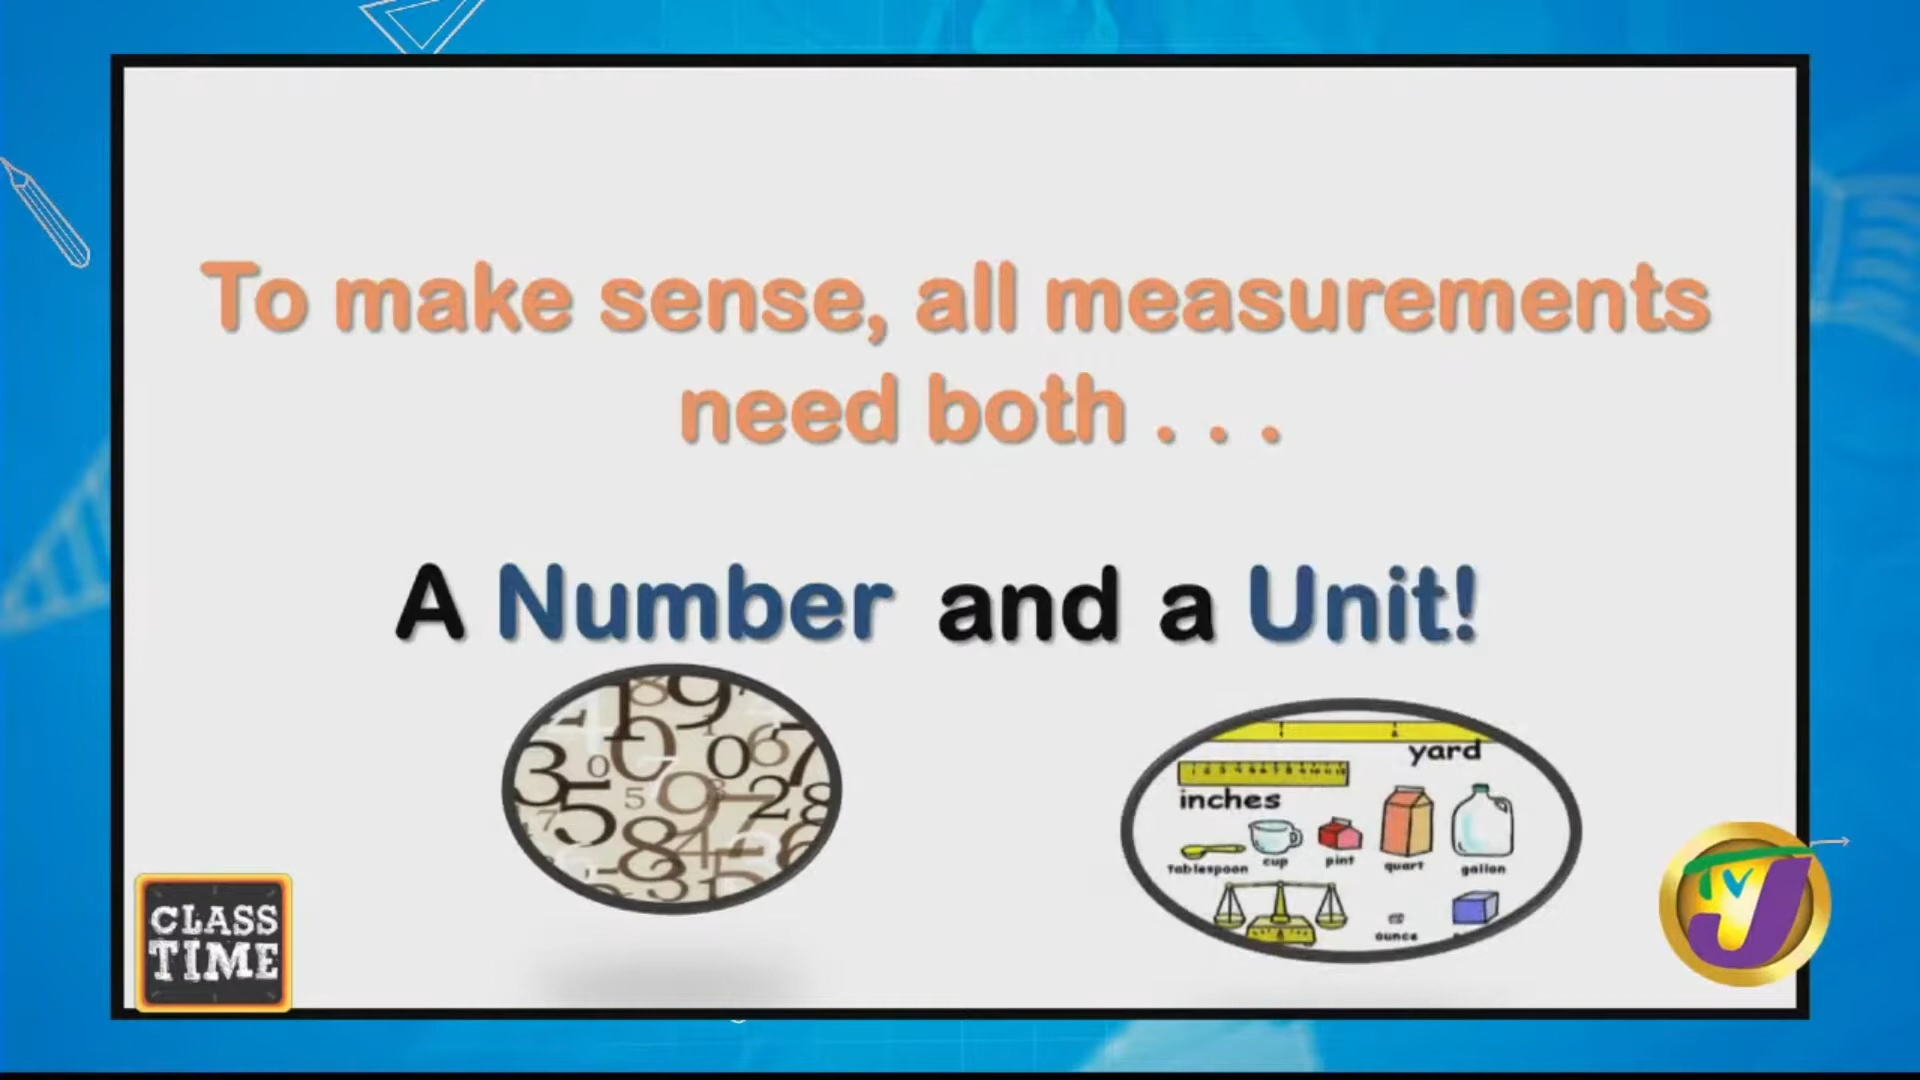 To make sense, all measurements
need both . . .
A Number and a Unit!
yard
inches
tablespoon cup pint quart gallon
ounce
CLASS
TIME
TVJ